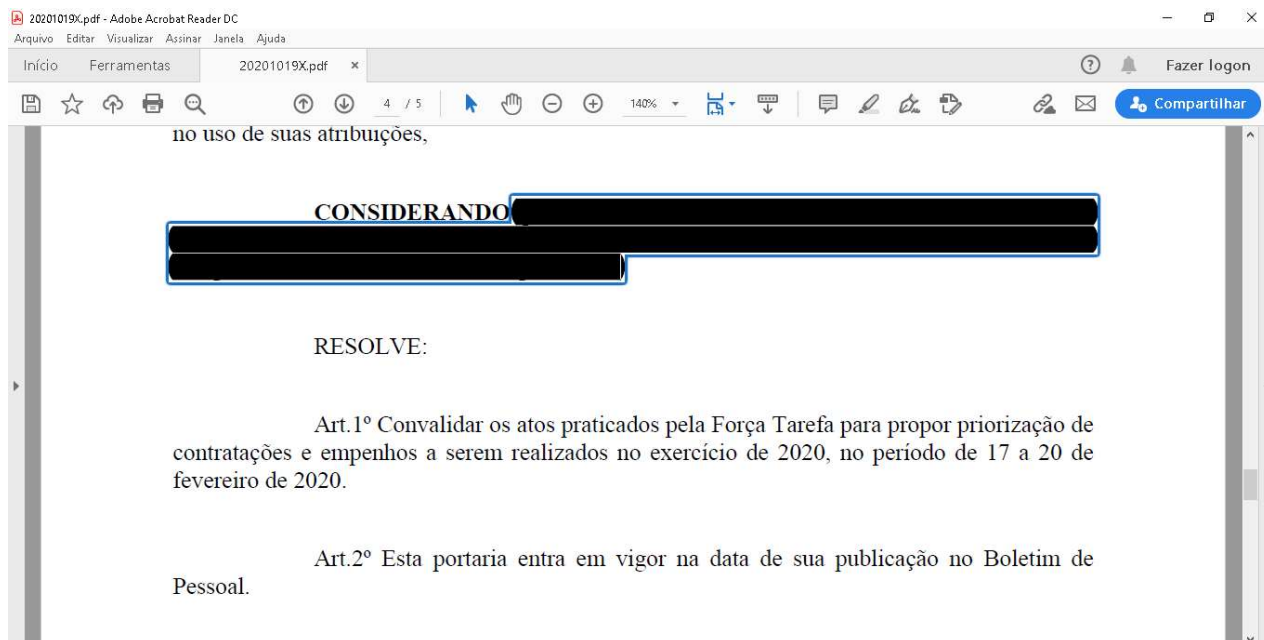 20201019X.pdf - Adobe Acrobat Reader DC
Arquivo Editar Visualizar Assinar Janela Ajuda
Início Ferramentas 20201019X.pdf × Fazer logon
4 / 5 140% Compartilhar
no uso de suas atribuições,
CONSIDERANDO
RESOLVE:
Art.1º Convalidar os atos praticados pela Força Tarefa para propor priorização de
contratações e empenhos a serem realizados no exercício de 2020, no período de 17 a 20 de
fevereiro de 2020.
Art.2º Esta portaria entra em vigor na data de sua publicação no Boletim de
Pessoal.